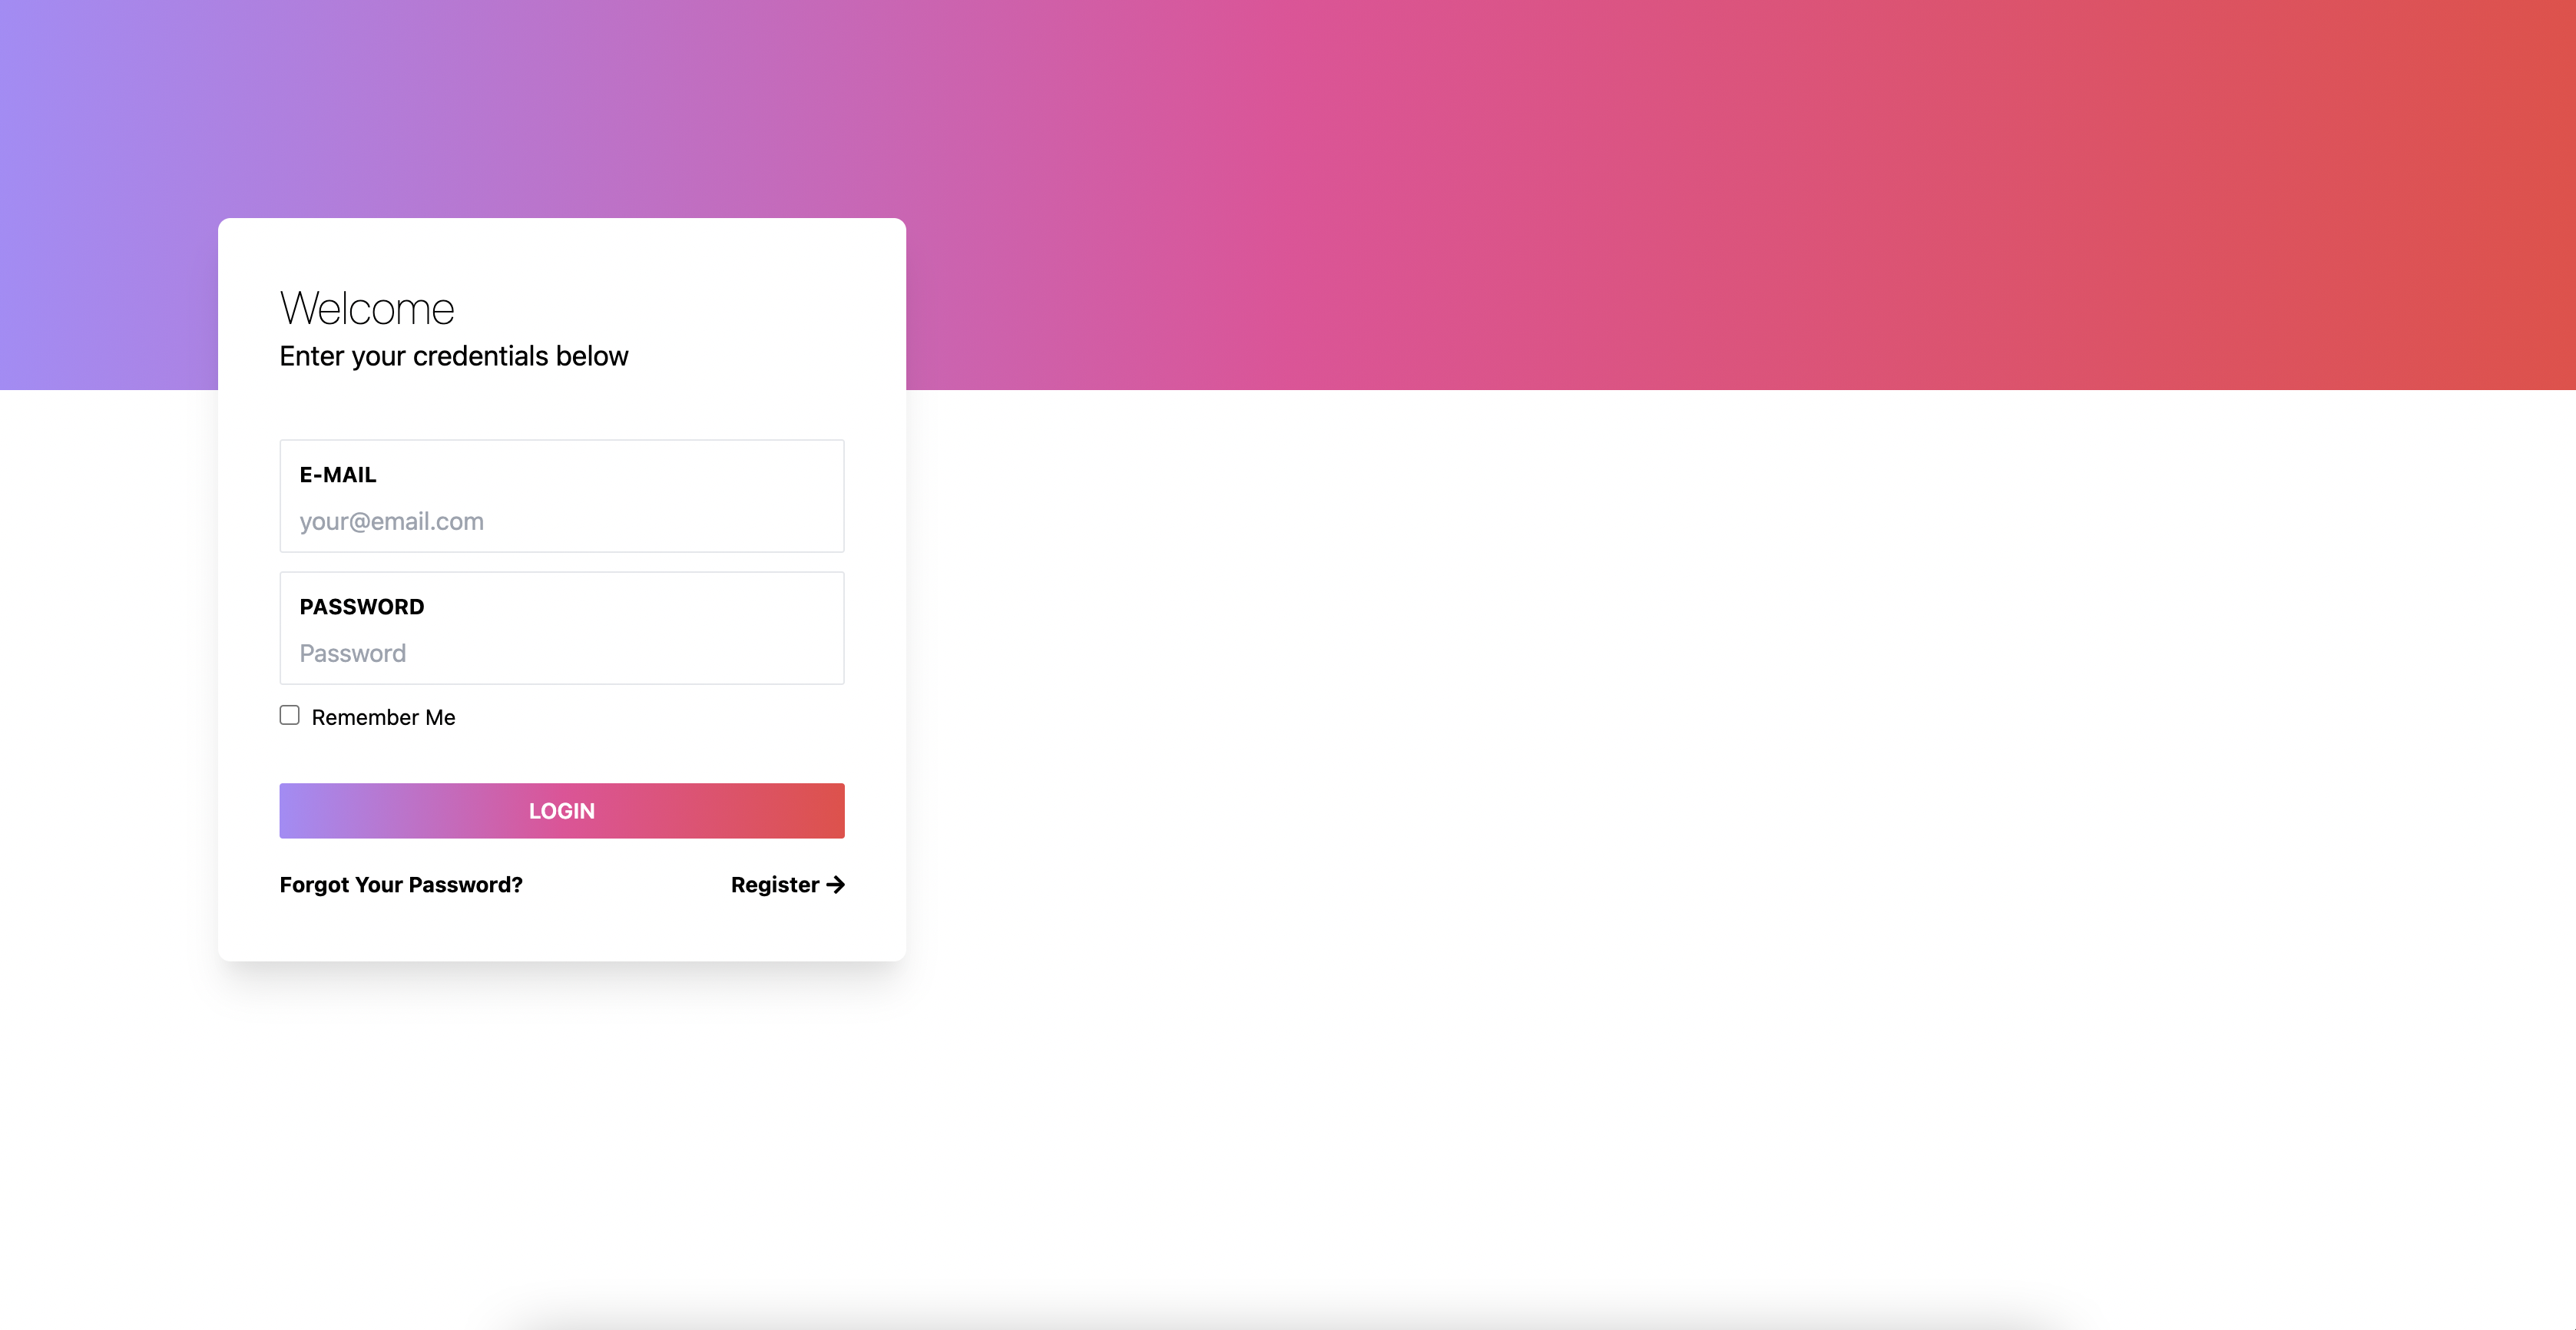 Welcome
Enter your credentials below
E-MAIL
your@email.com
PASSWORD
Password
Remember Me
LOGIN
Forgot Your Password?
Register →